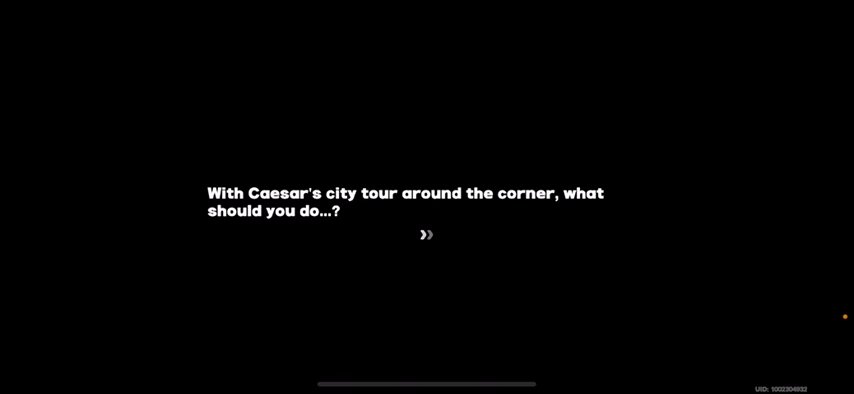 With Caesar's city tour around the corner, what
should you do...?
UID: 1002304932